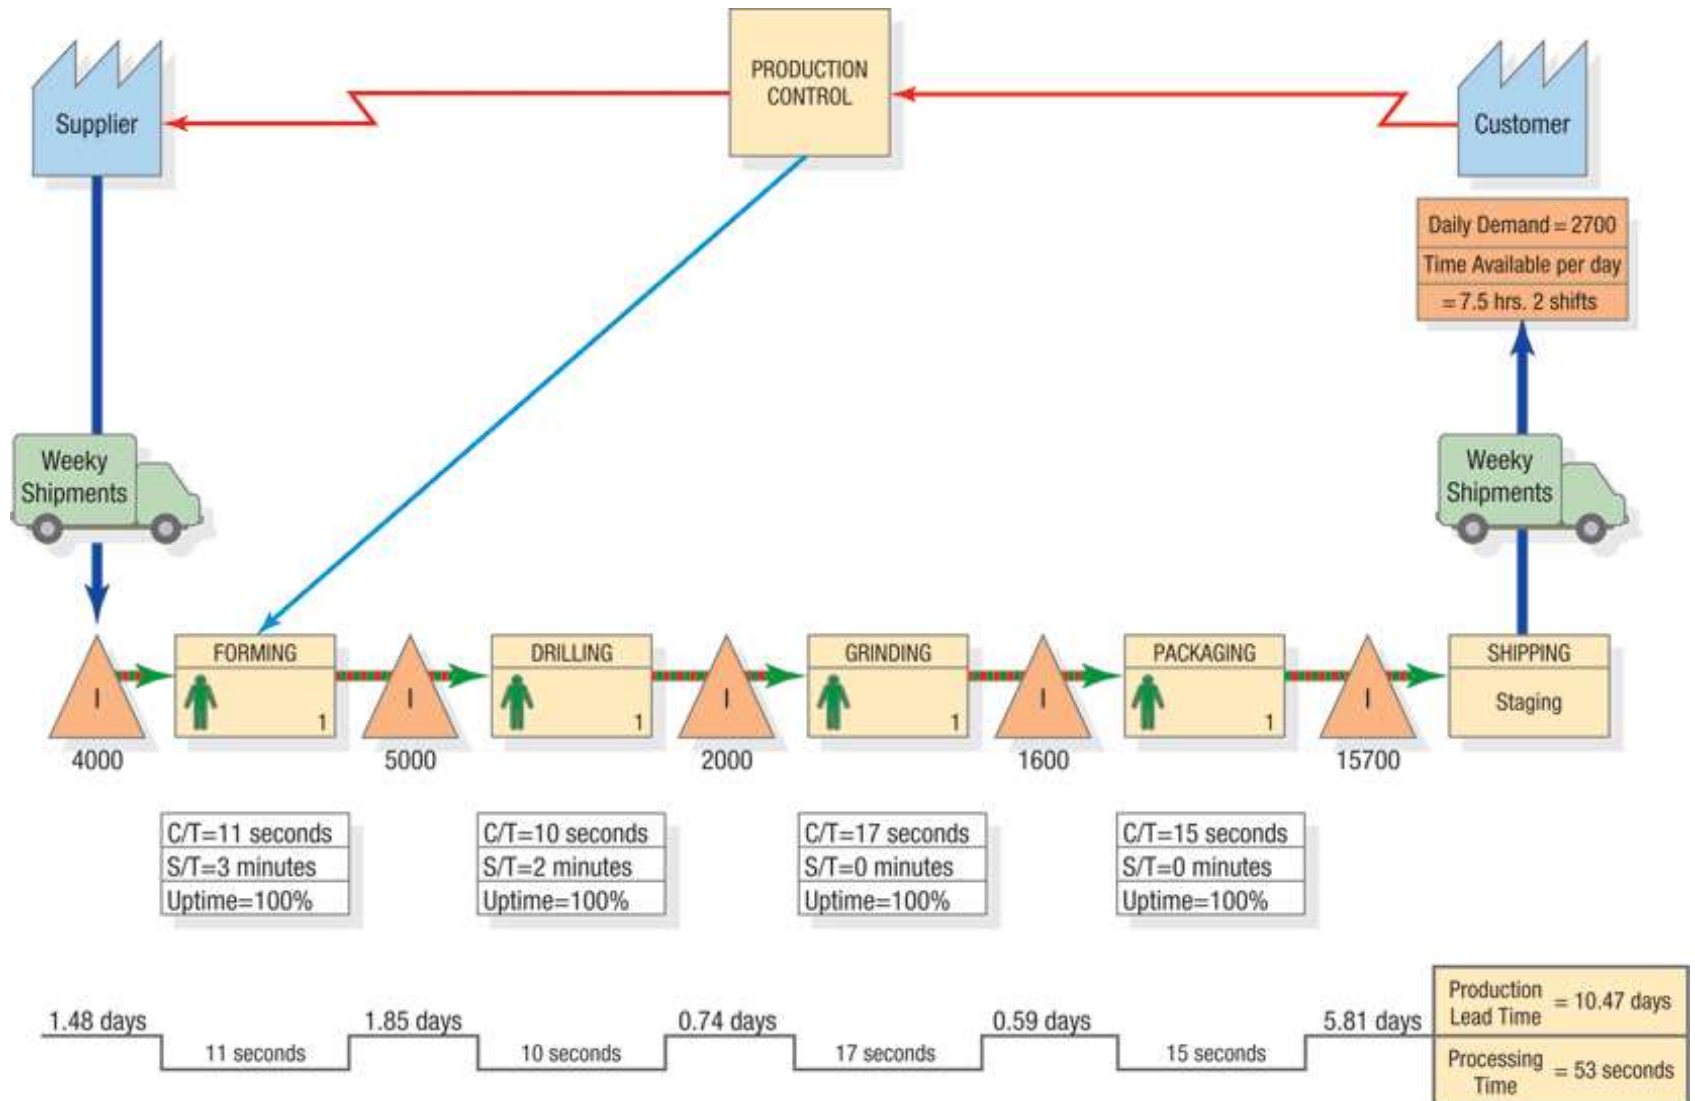 PRODUCTION
CONTROL
Supplier
Customer
Daily Demand = 2700
Time Available per day
= 7.5 hrs. 2 shifts
Weeky
Shipments
Weeky
Shipments
FORMING
DRILLING
GRINDING
PACKAGING
SHIPPING
I
1
I
1
I
1
I
1
I
Staging
4000
5000
2000
1600
15700
C/T=11 seconds
S/T=3 minutes
Uptime=100%
C/T=10 seconds
S/T=2 minutes
Uptime=100%
C/T=17 seconds
S/T=0 minutes
Uptime=100%
C/T=15 seconds
S/T=0 minutes
Uptime=100%
1.48 days
11 seconds
1.85 days
10 seconds
0.74 days
17 seconds
0.59 days
15 seconds
5.81 days
Production
Lead Time = 10.47 days
Processing
Time = 53 seconds